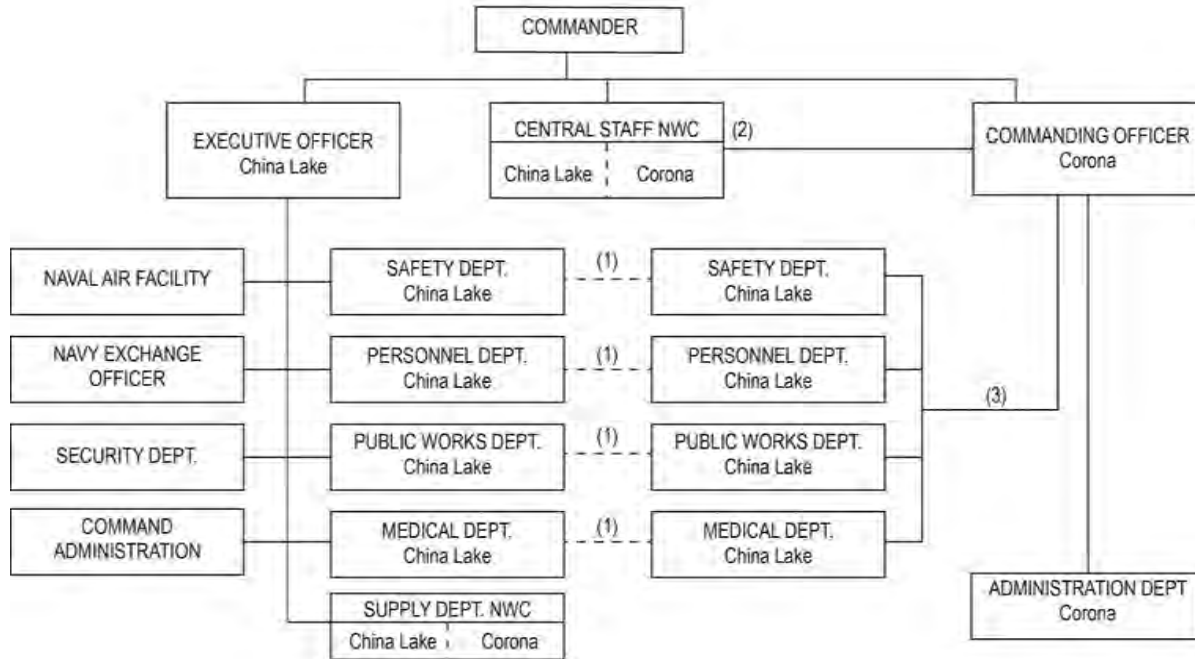 COMMANDER
EXECUTIVE OFFICER
China Lake
CENTRAL STAFF NWC
China Lake
Corona
(2)
COMMANDING OFFICER
Corona
NAVAL AIR FACILITY
SAFETY DEPT.
China Lake
(1)
SAFETY DEPT.
China Lake
NAVY EXCHANGE
OFFICER
PERSONNEL DEPT.
China Lake
(1)
PERSONNEL DEPT.
China Lake
(3)
SECURITY DEPT.
PUBLIC WORKS DEPT.
China Lake
(1)
PUBLIC WORKS DEPT.
China Lake
COMMAND
ADMINISTRATION
MEDICAL DEPT.
China Lake
(1)
MEDICAL DEPT.
China Lake
ADMINISTRATION DEPT
Corona
SUPPLY DEPT. NWC
China Lake
Corona